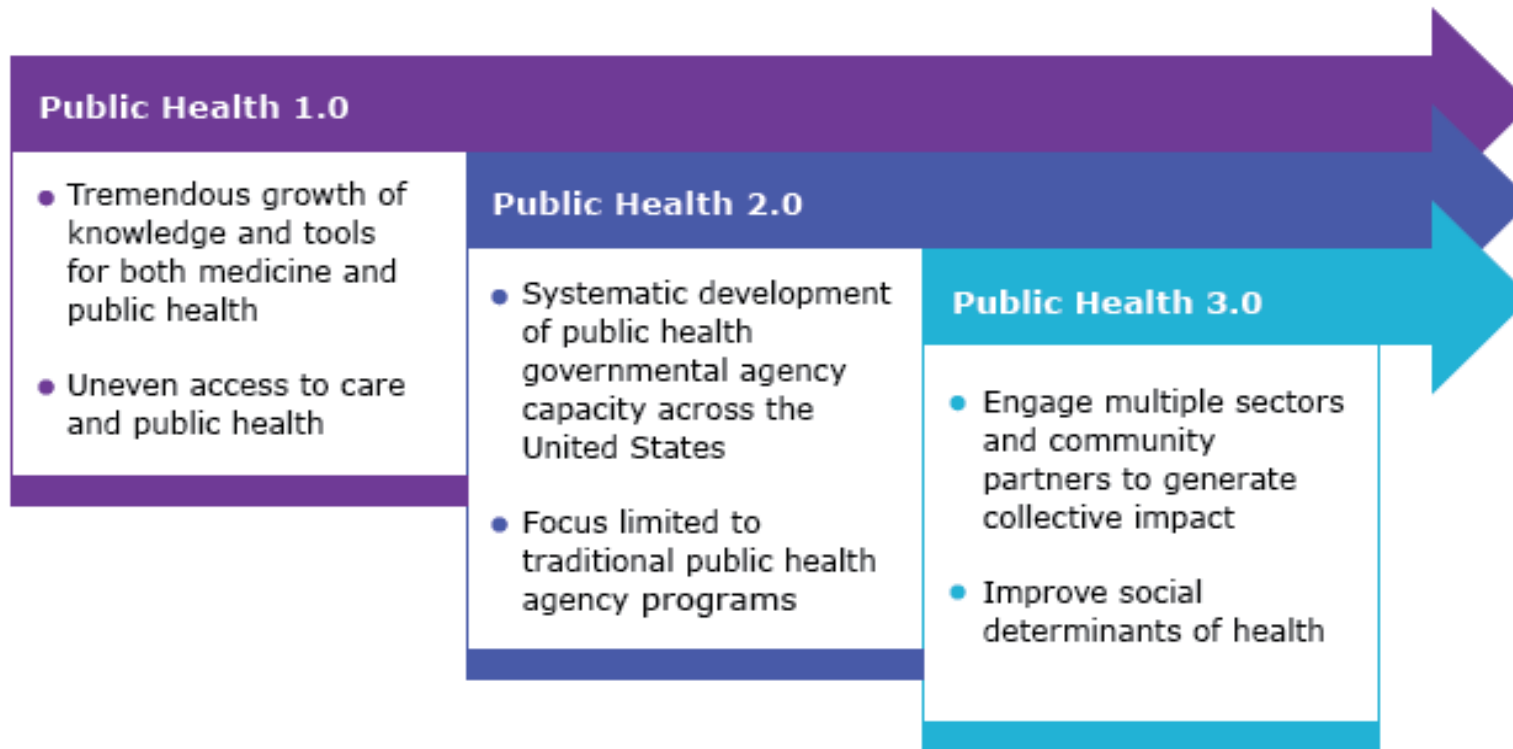 Public Health 1.0
• Tremendous growth of
knowledge and tools
for both medicine and
public health
• Uneven access to care
and public health
Public Health 2.0
• Systematic development
of public health
governmental agency
capacity across the
United States
• Focus limited to
traditional public health
agency programs
Public Health 3.0
• Engage multiple sectors
and community
partners to generate
collective impact
• Improve social
determinants of health